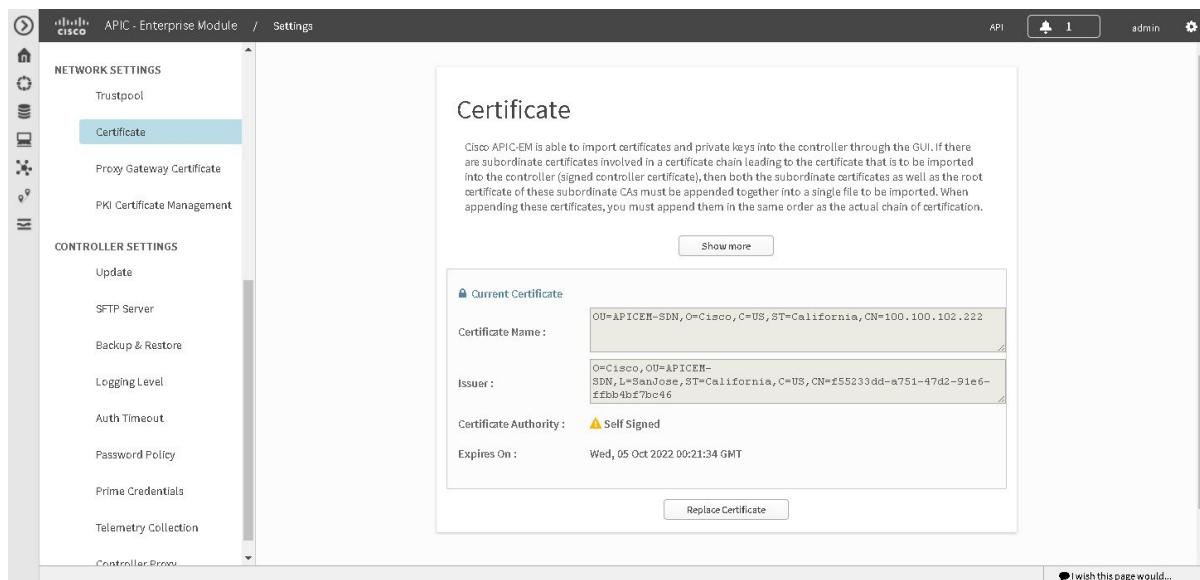 CISCO APIC - Enterprise Module / Settings API 1 admin
NETWORK SETTINGS
Trustpool
Certificate
Proxy Gateway Certificate
PKI Certificate Management
CONTROLLER SETTINGS
Update
SFTP Server
Backup & Restore
Logging Level
Auth Timeout
Password Policy
Prime Credentials
Telemetry Collection
Controller Proxy
Certificate
Cisco APIC-EM is able to import certificates and private keys into the controller through the GUI. If there
are subordinate certificates involved in a certificate chain leading to the certificate that is to be imported
into the controller (signed controller certificate), then both the subordinate certificates as well as the root
certificate of these subordinate CAs must be appended together into a single file to be imported. When
appending these certificates, you must append them in the same order as the actual chain of certification.
Show more
Current Certificate
Certificate Name : OU=APICEM-SDN,O=Cisco,C=US,ST=California,CN=100.100.102.222
Issuer : O=Cisco,OU=APICEM-
SDN,L=SanJose,ST=California,C=US,CN=f55233dd-a751-47d2-91e6-
ffbb4bf7bc46
Certificate Authority : Self Signed
Expires On : Wed, 05 Oct 2022 00:21:34 GMT
Replace Certificate
I wish this page would...